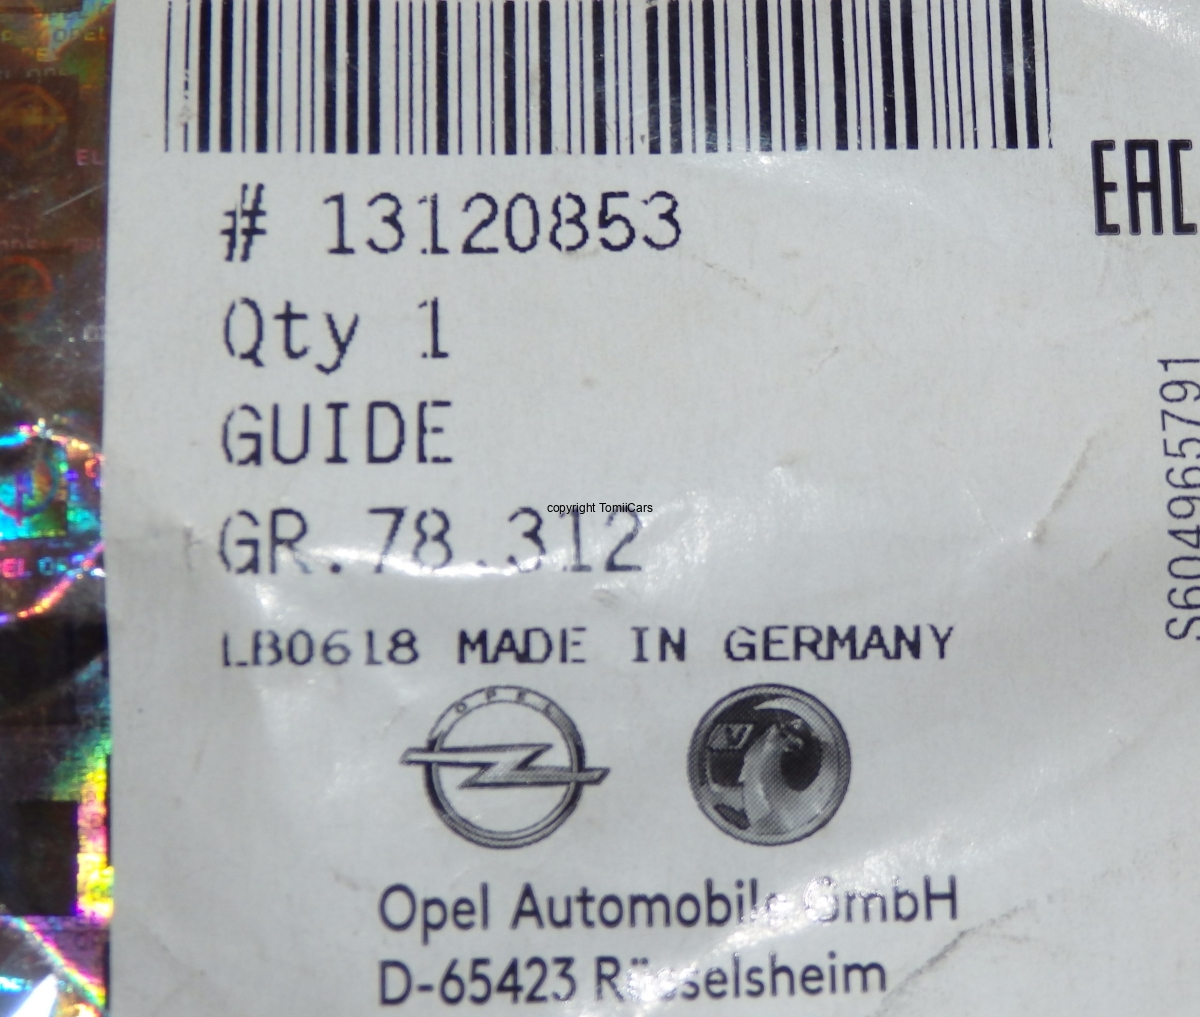 # 13120853
EAC
Qty 1
GUIDE
GR.78.312
copyright TomiiCars
S604965791
LB0618 MADE IN GERMANY
OPEL
Opel Automobile GmbH
D-65423 Rüsselsheim